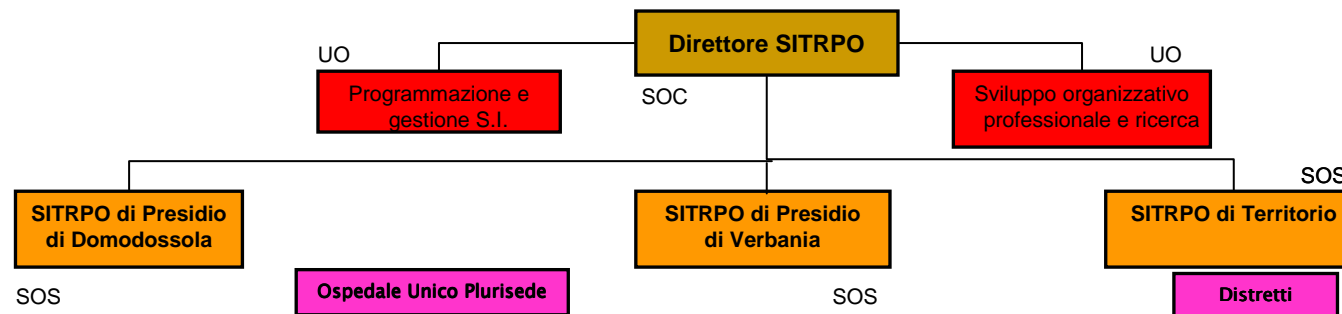 Direttore SITRPO
UO
UO
Programmazione e
gestione S.I.
SOC
Sviluppo organizzativo
professionale e ricerca
SOS
SITRPO di Presidio
di Domodossola
SITRPO di Presidio
di Verbania
SITRPO di Territorio
SOS
Ospedale Unico Plurisede
SOS
Distretti